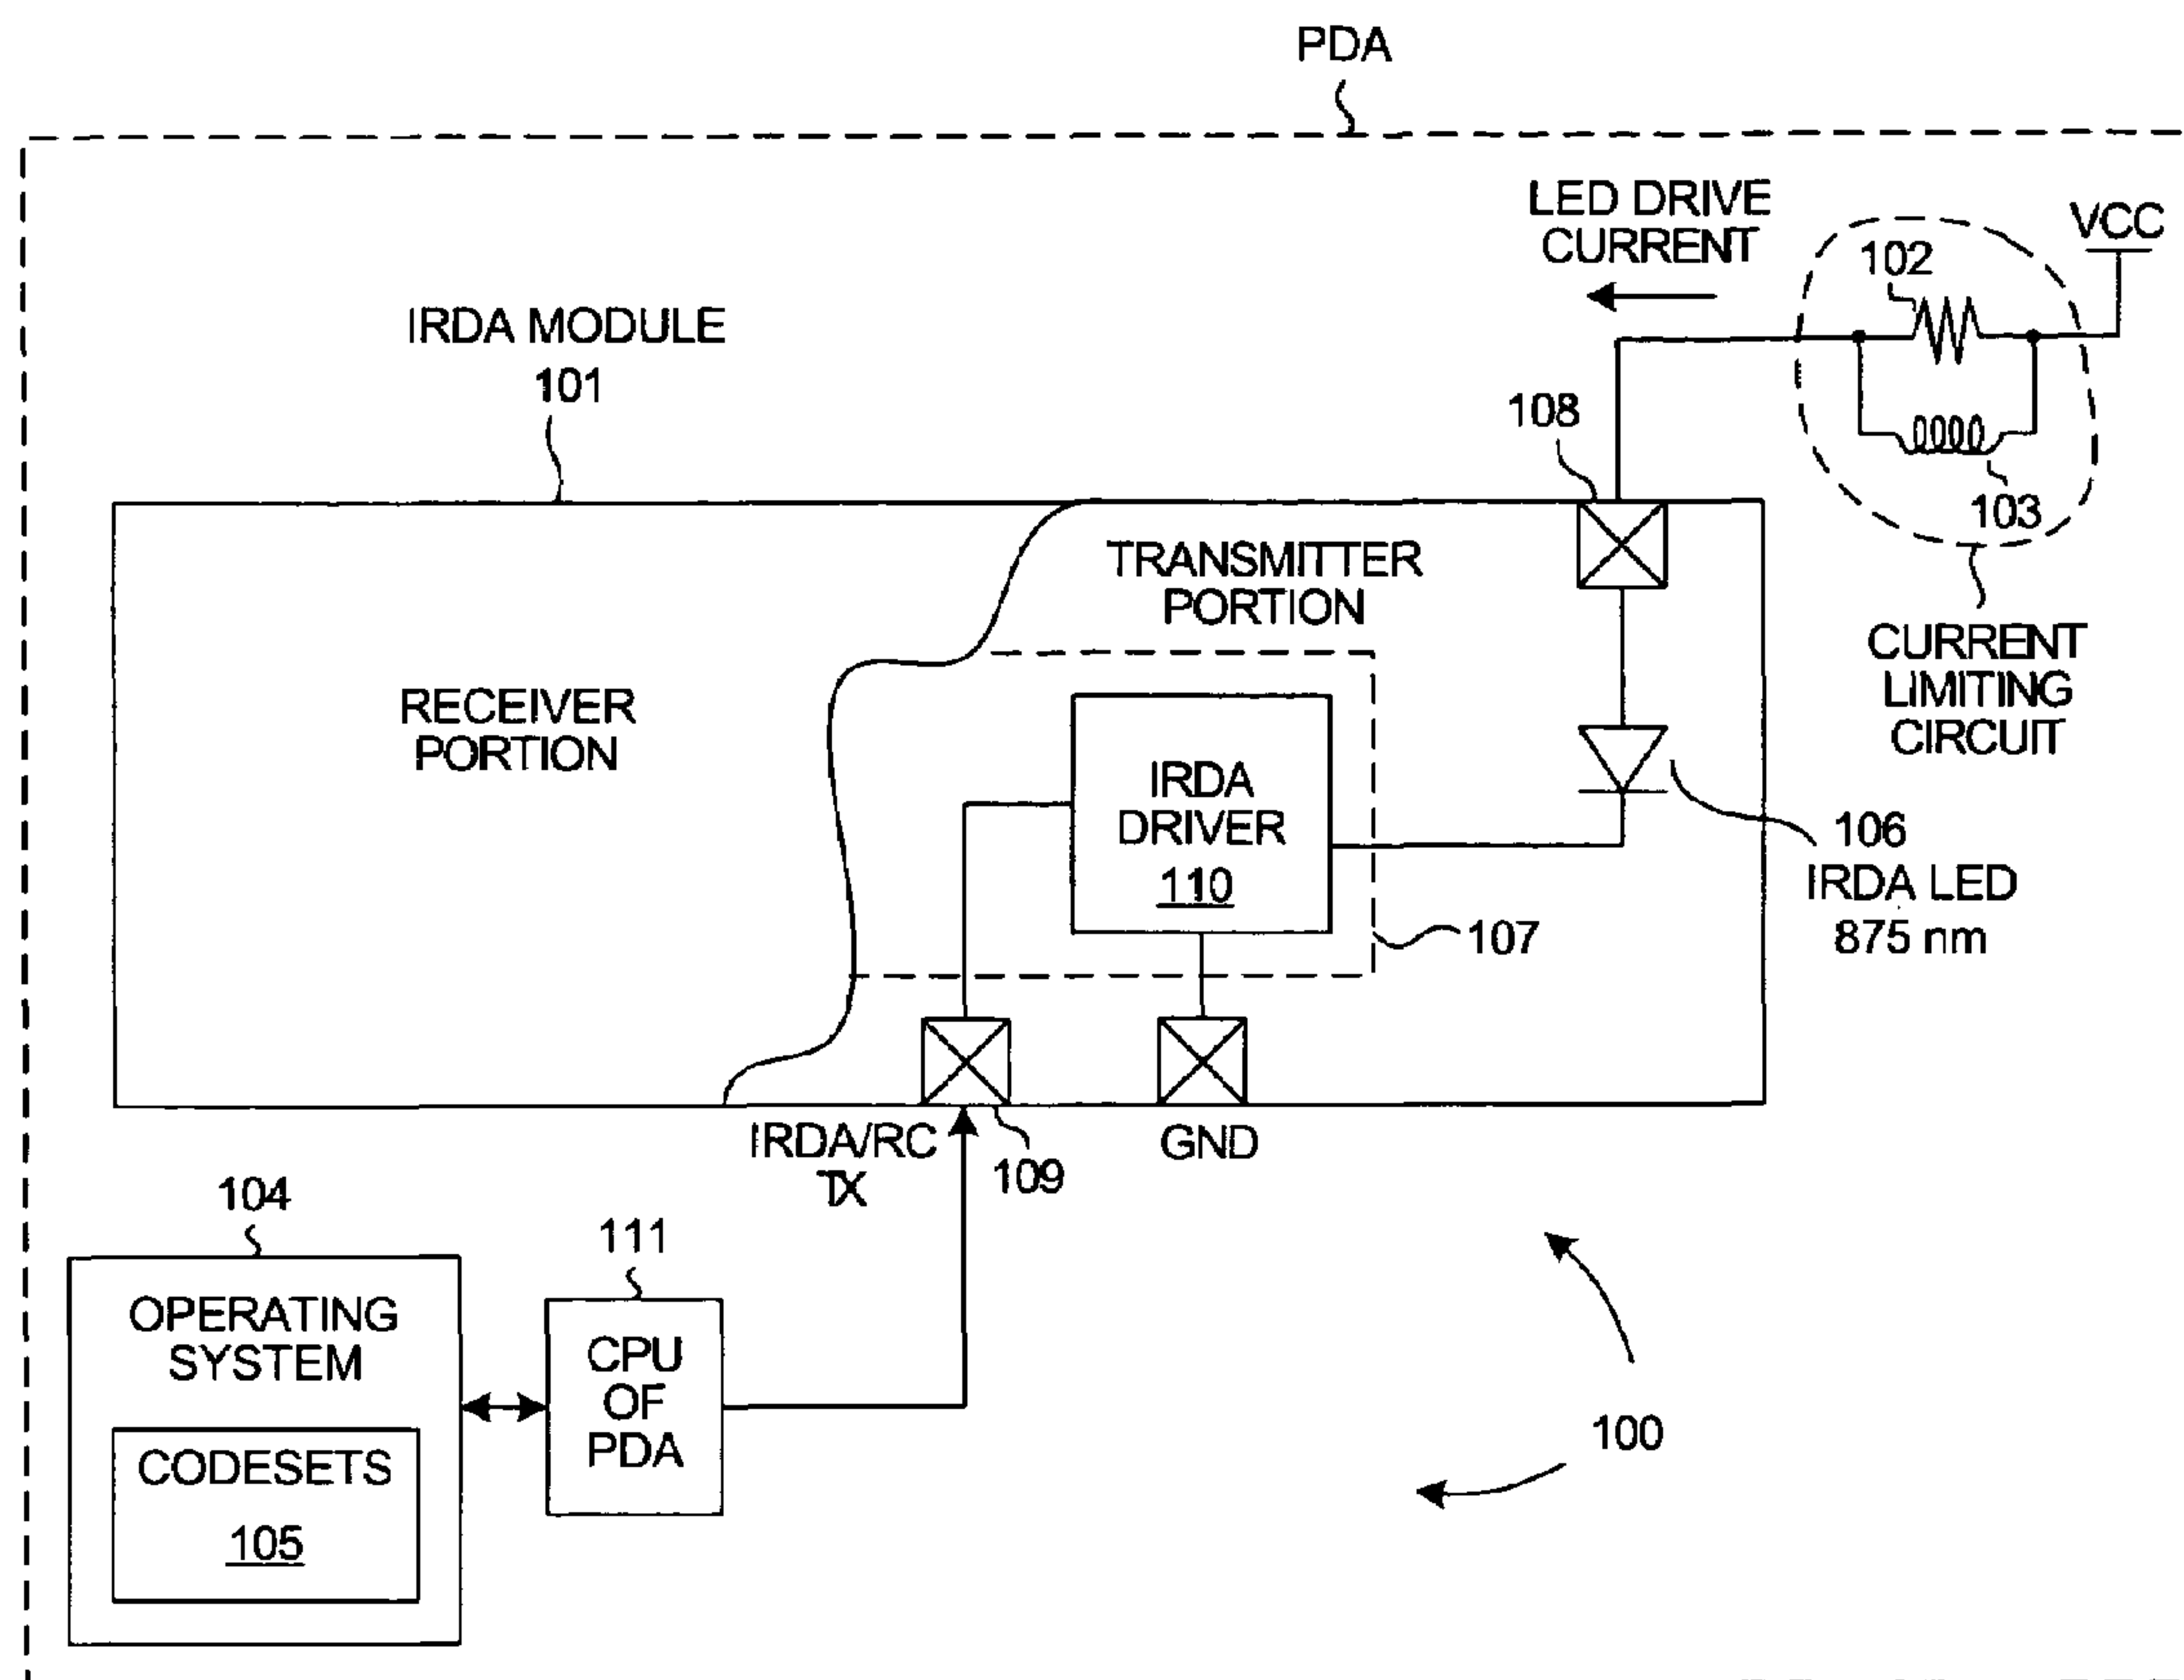 PDA
LED DRIVE
CURRENT
VCC
102
103
CURRENT
LIMITING
CIRCUIT
IRDA MODULE
101
108
TRANSMITTER
PORTION
RECEIVER
PORTION
IRDA
DRIVER
110
106
IRDA LED
875 nm
107
IRDA/RC
TX
109
GND
104
OPERATING
SYSTEM
CODESETS
105
111
CPU
OF
PDA
100